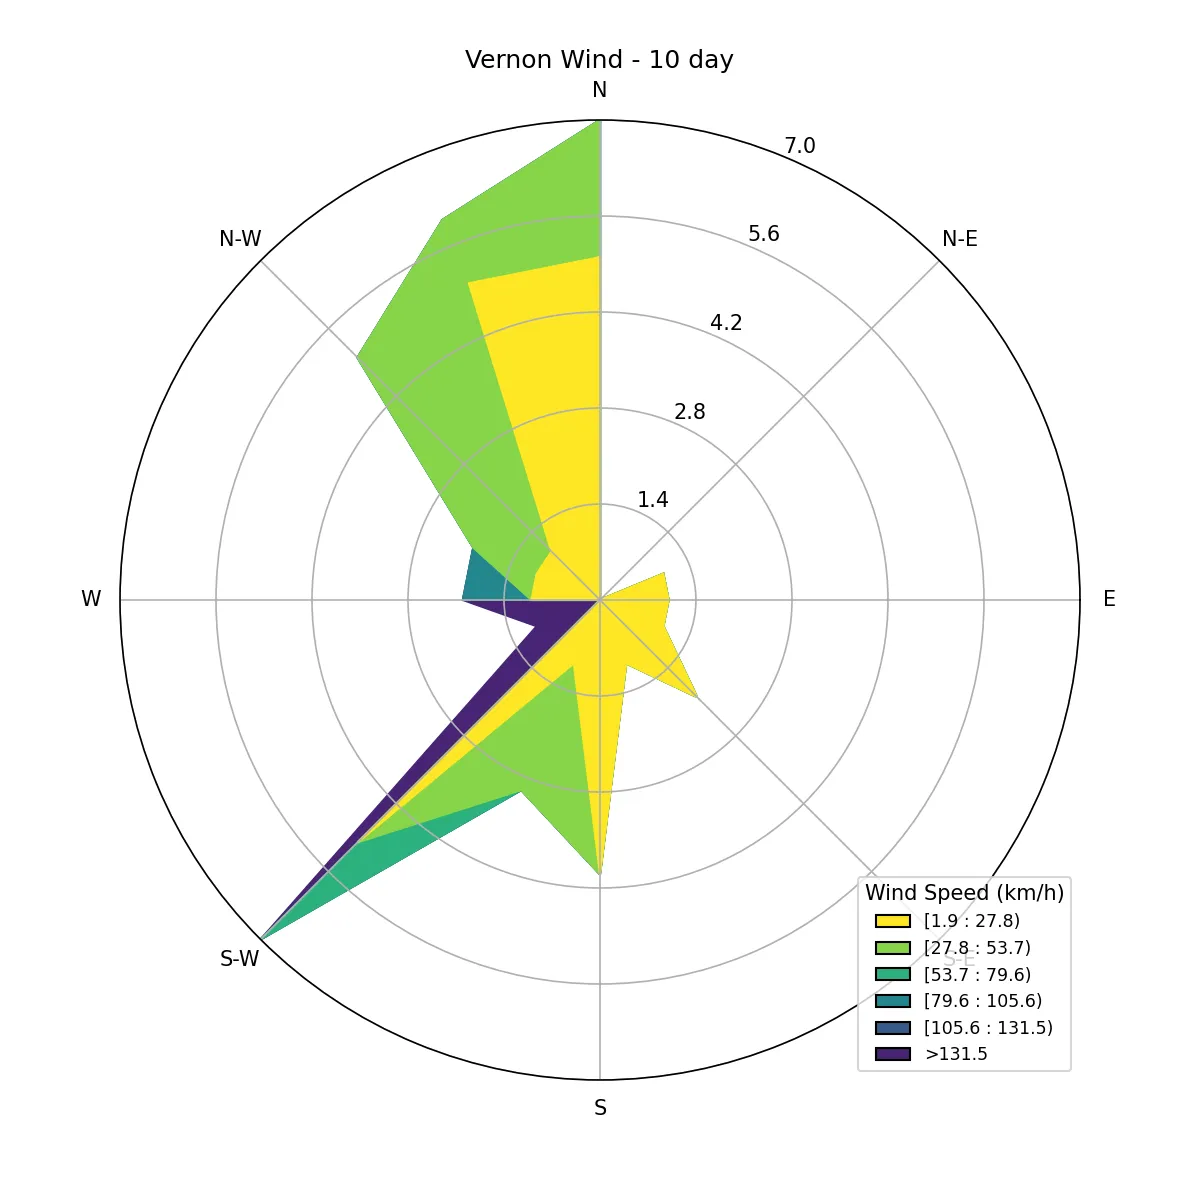 Vernon Wind - 10 day
N
7.0
N-W
5.6
N-E
4.2
2.8
1.4
W
E
Wind Speed (km/h)
[1.9 : 27.8)
[27.8 : 53.7)
S-W
S-E
[53.7 : 79.6)
[79.6 : 105.6)
[105.6 : 131.5)
>131.5
S